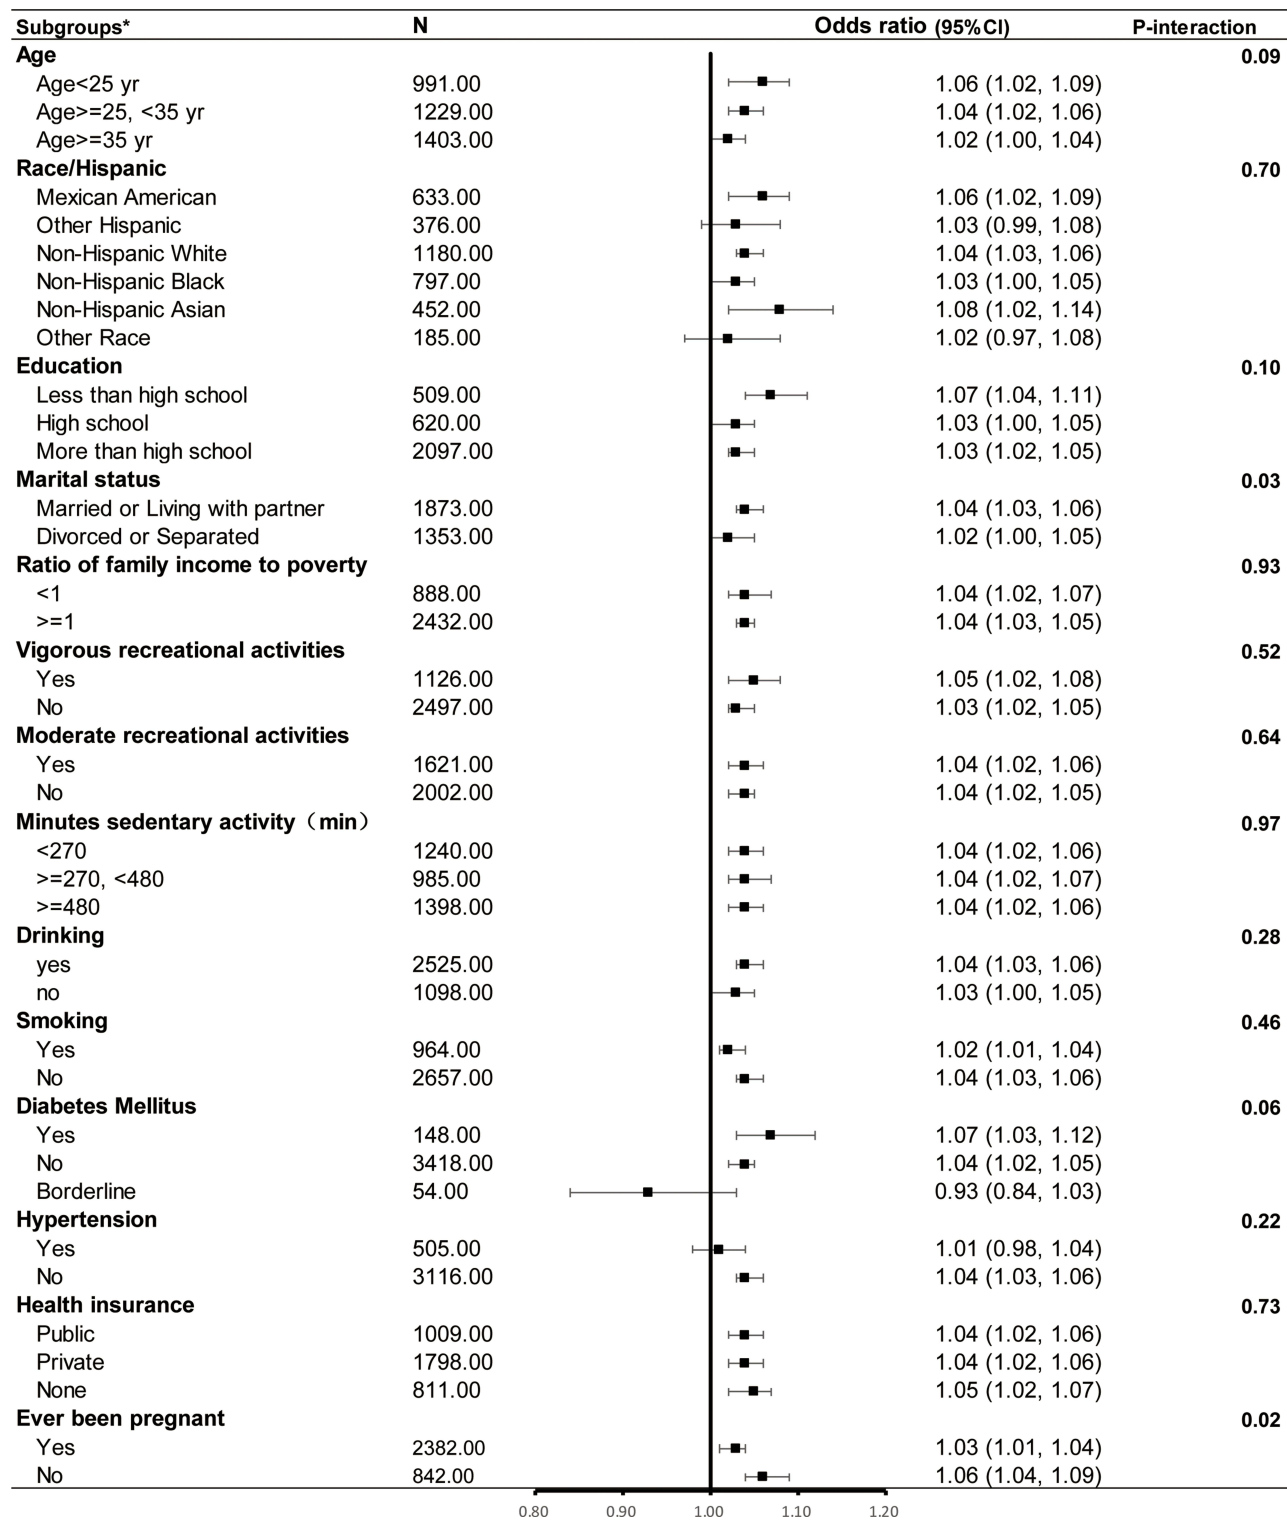 Subgroups* N Odds ratio (95%CI) P-interaction
Age 0.09
Age<25 yr 991.00 1.06 (1.02, 1.09)
Age>=25, <35 yr 1229.00 1.04 (1.02, 1.06)
Age>=35 yr 1403.00 1.02 (1.00, 1.04)
Race/Hispanic 0.70
Mexican American 633.00 1.06 (1.02, 1.09)
Other Hispanic 376.00 1.03 (0.99, 1.08)
Non-Hispanic White 1180.00 1.04 (1.03, 1.06)
Non-Hispanic Black 797.00 1.03 (1.00, 1.05)
Non-Hispanic Asian 452.00 1.08 (1.02, 1.14)
Other Race 185.00 1.02 (0.97, 1.08)
Education 0.10
Less than high school 509.00 1.07 (1.04, 1.11)
High school 620.00 1.03 (1.00, 1.05)
More than high school 2097.00 1.03 (1.02, 1.05)
Marital status 0.03
Married or Living with partner 1873.00 1.04 (1.03, 1.06)
Divorced or Separated 1353.00 1.02 (1.00, 1.05)
Ratio of family income to poverty 0.93
<1 888.00 1.04 (1.02, 1.07)
>=1 2432.00 1.04 (1.03, 1.05)
Vigorous recreational activities 0.52
Yes 1126.00 1.05 (1.02, 1.08)
No 2497.00 1.03 (1.02, 1.05)
Moderate recreational activities 0.64
Yes 1621.00 1.04 (1.02, 1.06)
No 2002.00 1.04 (1.02, 1.05)
Minutes sedentary activity（min） 0.97
<270 1240.00 1.04 (1.02, 1.06)
>=270, <480 985.00 1.04 (1.02, 1.07)
>=480 1398.00 1.04 (1.02, 1.06)
Drinking 0.28
yes 2525.00 1.04 (1.03, 1.06)
no 1098.00 1.03 (1.00, 1.05)
Smoking 0.46
Yes 964.00 1.02 (1.01, 1.04)
No 2657.00 1.04 (1.03, 1.06)
Diabetes Mellitus 0.06
Yes 148.00 1.07 (1.03, 1.12)
No 3418.00 1.04 (1.02, 1.05)
Borderline 54.00 0.93 (0.84, 1.03)
Hypertension 0.22
Yes 505.00 1.01 (0.98, 1.04)
No 3116.00 1.04 (1.03, 1.06)
Health insurance 0.73
Public 1009.00 1.04 (1.02, 1.06)
Private 1798.00 1.04 (1.02, 1.06)
None 811.00 1.05 (1.02, 1.07)
Ever been pregnant 0.02
Yes 2382.00 1.03 (1.01, 1.04)
No 842.00 1.06 (1.04, 1.09)
0.80 0.90 1.00 1.10 1.20